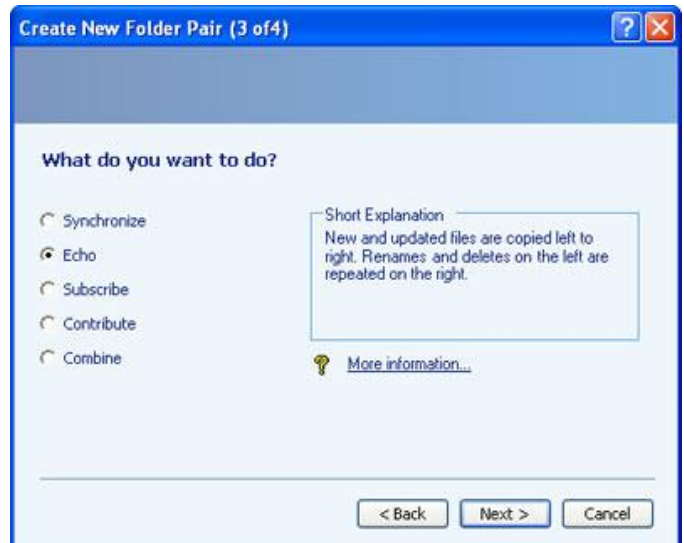 Create New Folder Pair (3 of4)
What do you want to do?
Synchronize
Echo
Subscribe
Contribute
Combine
Short Explanation
New and updated files are copied left to
right. Renames and deletes on the left are
repeated on the right.
More information...
< Back
Next >
Cancel